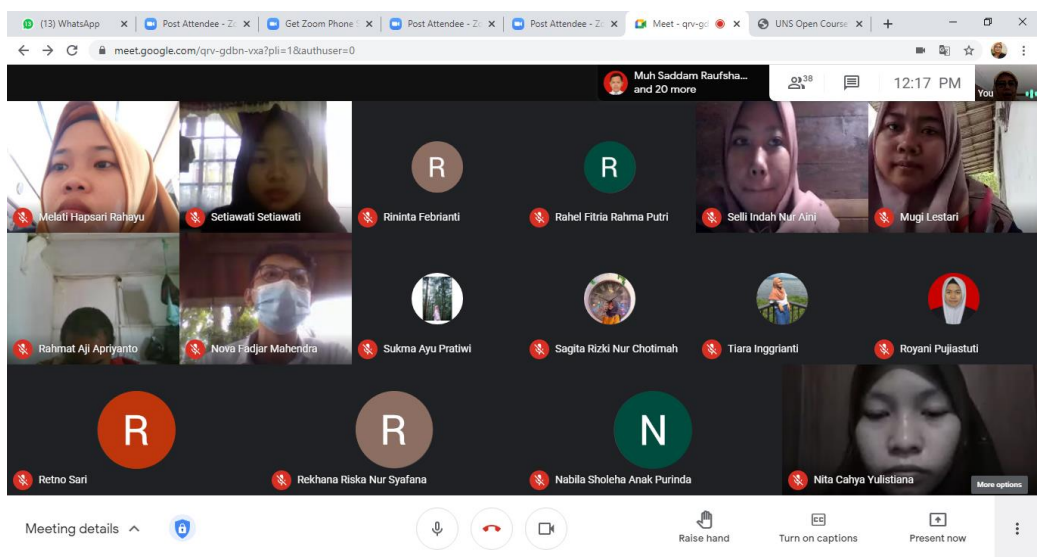 (13) WhatsApp
Post Attendee - Zo
Get Zoom Phone S
Post Attendee - Zo
Post Attendee - Zo
Meet - qrv-gd
UNS Open Course
meet.google.com/qrv-gdbn-vxa?pli=1&authuser=0
Muh Saddam Raufsha...
and 20 more
38
12:17 PM
You
Melati Hapsari Rahayu
Setiawati Setiawati
R
Rininta Febrianti
R
Rahel Fitria Rahma Putri
Selli Indah Nur Aini
Mugi Lestari
Rahmat Aji Apriyanto
Nova Fadjar Mahendra
Sukma Ayu Pratiwi
Sagita Rizki Nur Chotimah
Tiara Inggrianti
Royani Pujiastuti
R
Retno Sari
R
Rekhana Riska Nur Syafana
N
Nabila Sholeha Anak Purinda
Nita Cahya Yulistiana
More options
Meeting details
Raise hand
CC
Turn on captions
Present now